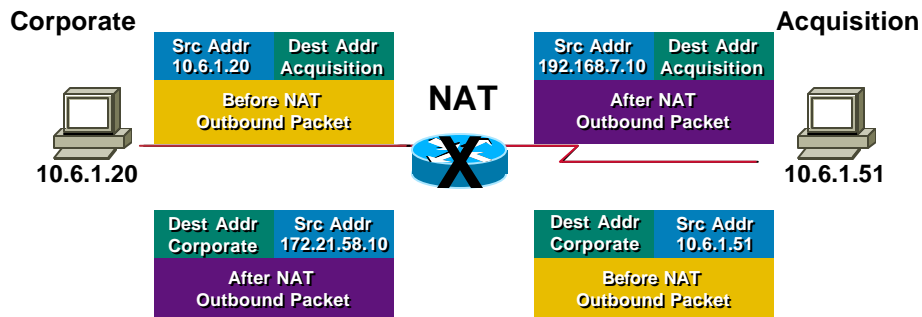 Corporate
Acquisition
Src Addr
10.6.1.20
Dest Addr
Acquisition
Before NAT
Outbound Packet
NAT
Src Addr
192.168.7.10
Dest Addr
Acquisition
After NAT
Outbound Packet
X
10.6.1.20
10.6.1.51
Dest Addr
Corporate
Src Addr
172.21.58.10
After NAT
Outbound Packet
Dest Addr
Corporate
Src Addr
10.6.1.51
Before NAT
Outbound Packet